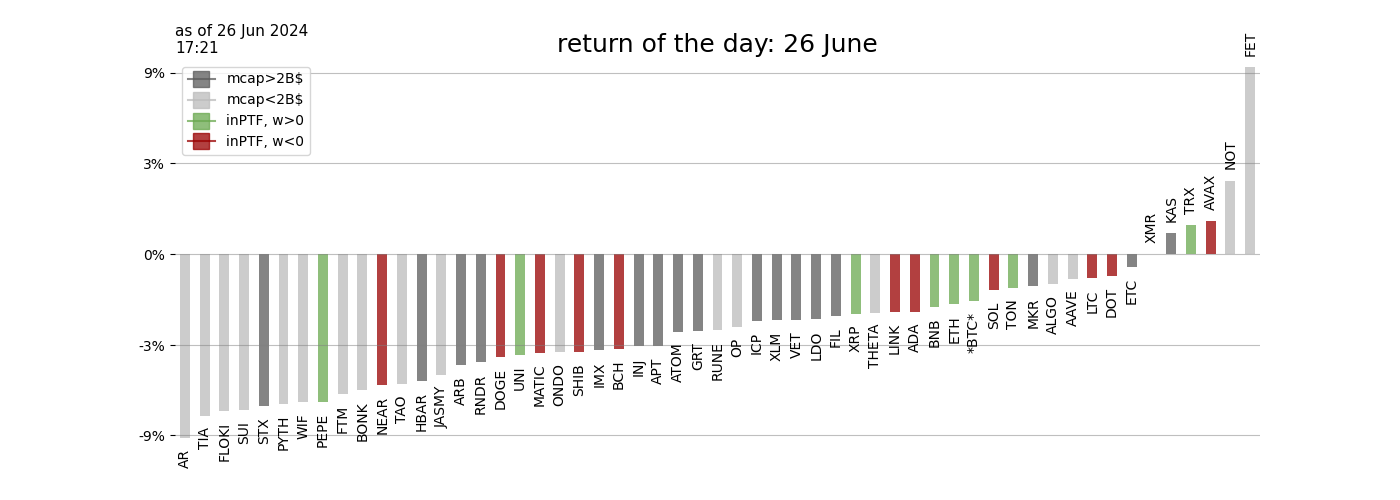 as of 26 Jun 2024
17:21
return of the day: 26 June
mcap>2B$
mcap<2B$
inPTF, w>0
inPTF, w<0
9%
3%
0%
-3%
-9%
AR
TIA
FLOKI
SUI
STX
PYTH
WIF
PEPE
FTM
BONK
NEAR
TAO
HBAR
JASMY
ARB
RNDR
DOGE
UNI
MATIC
ONDO
SHIB
IMX
BCH
INJ
APT
ATOM
GRT
RUNE
OP
ICP
XLM
VET
LDO
FIL
XRP
THETA
LINK
ADA
BNB
ETH
*BTC*
SOL
TON
MKR
ALGO
AAVE
LTC
DOT
ETC
XMR
KAS
TRX
AVAX
NOT
FET